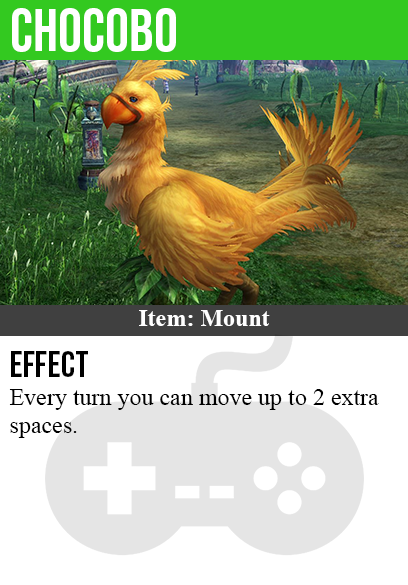 CHOCOBO
Item: Mount
EFFECT
Every turn you can move up to 2 extra
spaces.